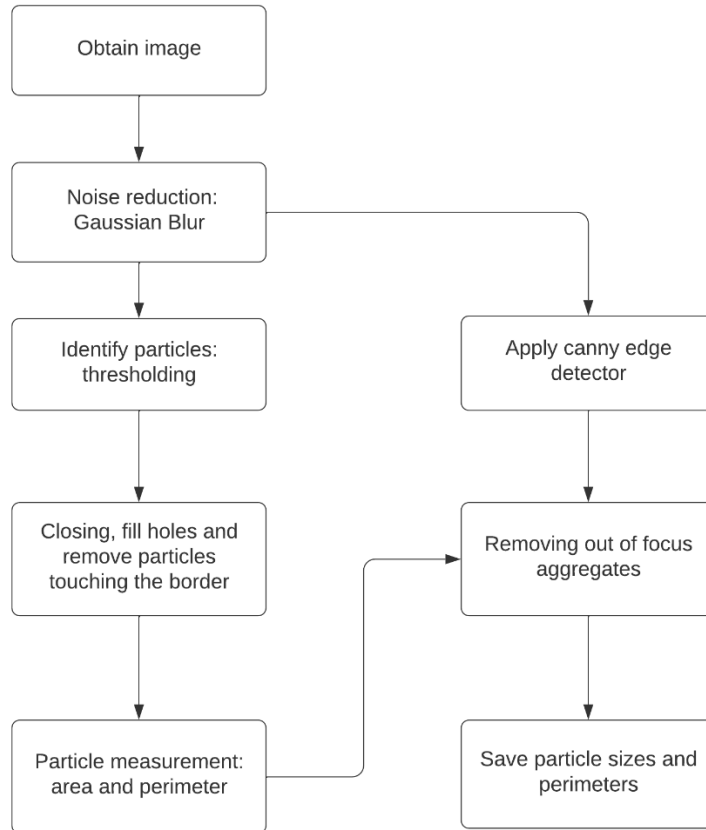 Obtain image
Noise reduction:
Gaussian Blur
Identify particles:
thresholding
Apply canny edge
detector
Closing, fill holes and
remove particles
touching the border
Removing out of focus
aggregates
Particle measurement:
area and perimeter
Save particle sizes and
perimeters